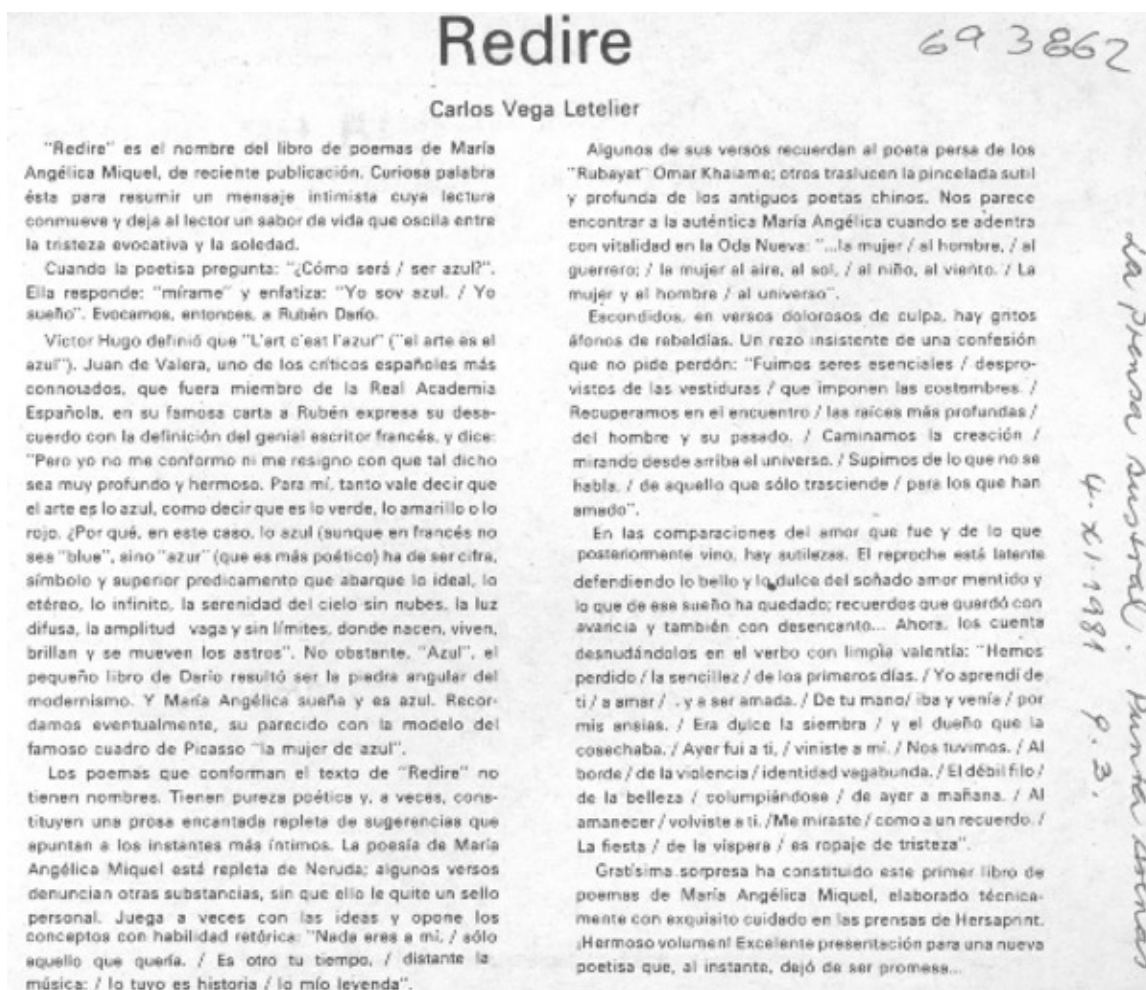 Redire
693862
Carlos Vega Letelier
"Redire" es el nombre del libro de poemas de María
Angélica Miquel, de reciente publicación. Curiosa palabra
ésta para resumir un mensaje intimista cuya lectura
conmueve y deja al lector un sabor de vida que oscila entre
la tristeza evocativa y la soledad.
Cuando la poetisa pregunta: "¿Cómo será / ser azul?".
Ella responde: "mírame" y enfatiza: "Yo soy azul. / Yo
sueño". Evocamos, entonces, a Rubén Darío.
Víctor Hugo definió que "L'art c'est l'azur" ("el arte es el
azul"). Juan de Valera, uno de los críticos españoles más
connotados, que fuera miembro de la Real Academia
Española, en su famosa carta a Rubén expresa su desa-
cuerdo con la definición del genial escritor francés, y dice:
"Pero yo no me conformo ni me resigno con que tal dicho
sea muy profundo y hermoso. Para mí, tanto vale decir que
el arte es lo azul, como decir que es lo verde, lo amarillo o lo
rojo. ¿Por qué, en este caso, lo azul (aunque en francés no
sea "blue", sino "azur" (que es más poético) ha de ser cifra,
símbolo y superior predicamento que abarque lo ideal, lo
etéreo, lo infinito, la serenidad del cielo sin nubes, la luz
difusa, la amplitud vaga y sin límites, donde nacen, viven,
brillan y se mueven los astros". No obstante, "Azul", el
pequeño libro de Darío resultó ser la piedra angular del
modernismo. Y María Angélica sueña y es azul. Recor-
damos eventualmente, su parecido con la modelo del
famoso cuadro de Picasso "la mujer de azul".
Los poemas que conforman el texto de "Redire" no
tienen nombres. Tienen pureza poética y, a veces, cons-
tituyen una prosa encantada repleta de sugerencias que
apuntan a los instantes más íntimos. La poesía de María
Angélica Miquel está repleta de Neruda; algunos versos
denuncian otras substancias, sin que ello le quite un sello
personal. Juega a veces con las ideas y opone los
conceptos con habilidad retórica: "Nada eres a mí, / sólo
aquello que quería. / Es otro tu tiempo, / distante la
música; / lo tuyo es historia / lo mío leyenda".
Algunos de sus versos recuerdan al poeta persa de los
"Rubayat" Omar Khaiame; otros traslucen la pincelada sutil
y profunda de los antiguos poetas chinos. Nos parece
encontrar a la auténtica María Angélica cuando se adentra
con vitalidad en la Oda Nueva: "...la mujer / al hombre, / al
guerrero; / la mujer al aire, al sol, / al niño, al viento. / La
mujer y el hombre / al universo".
Escondidos, en versos dolorosos de culpa, hay gritos
áfonos de rebeldías. Un rezo insistente de una confesión
que no pide perdón: "Fuimos seres esenciales / despro-
vistos de las vestiduras / que imponen las costumbres. /
Recuperamos en el encuentro / las raíces más profundas /
del hombre y su pasado. / Caminamos la creación /
mirando desde arriba el universo. / Supimos de lo que no se
habla, / de aquello que sólo trasciende / para los que han
amado".
En las comparaciones del amor que fue y de lo que
posteriormente vino, hay sutilezas. El reproche está latente
defendiendo lo bello y lo dulce del soñado amor mentido y
lo que de ese sueño ha quedado; recuerdos que guardó con
avaricia y también con desencanto... Ahora, los cuenta
desnudándolos en el verbo con limpia valentía: "Hemos
perdido / la sencillez / de los primeros días. / Yo aprendí de
ti / a amar / . y a ser amada. / De tu mano/ iba y venía / por
mis ansias. / Era dulce la siembra / y el dueño que la
cosechaba. / Ayer fui a ti, / viniste a mí. / Nos tuvimos. / Al
borde / de la violencia / identidad vagabunda. / El débil filo /
de la belleza / columpiándose / de ayer a mañana. / Al
amanecer / volviste a ti. /Me miraste / como a un recuerdo. /
La fiesta / de la víspera / es ropaje de tristeza".
Gratísima sorpresa ha constituido este primer libro de
poemas de María Angélica Miquel, elaborado técnica-
mente con exquisito cuidado en las prensas de Hersaprint.
¡Hermoso volumen! Excelente presentación para una nueva
poetisa que, al instante, dejó de ser promesa...
La Prensa Austral. Punta Arenas
4. XI. 1981 p. 3.